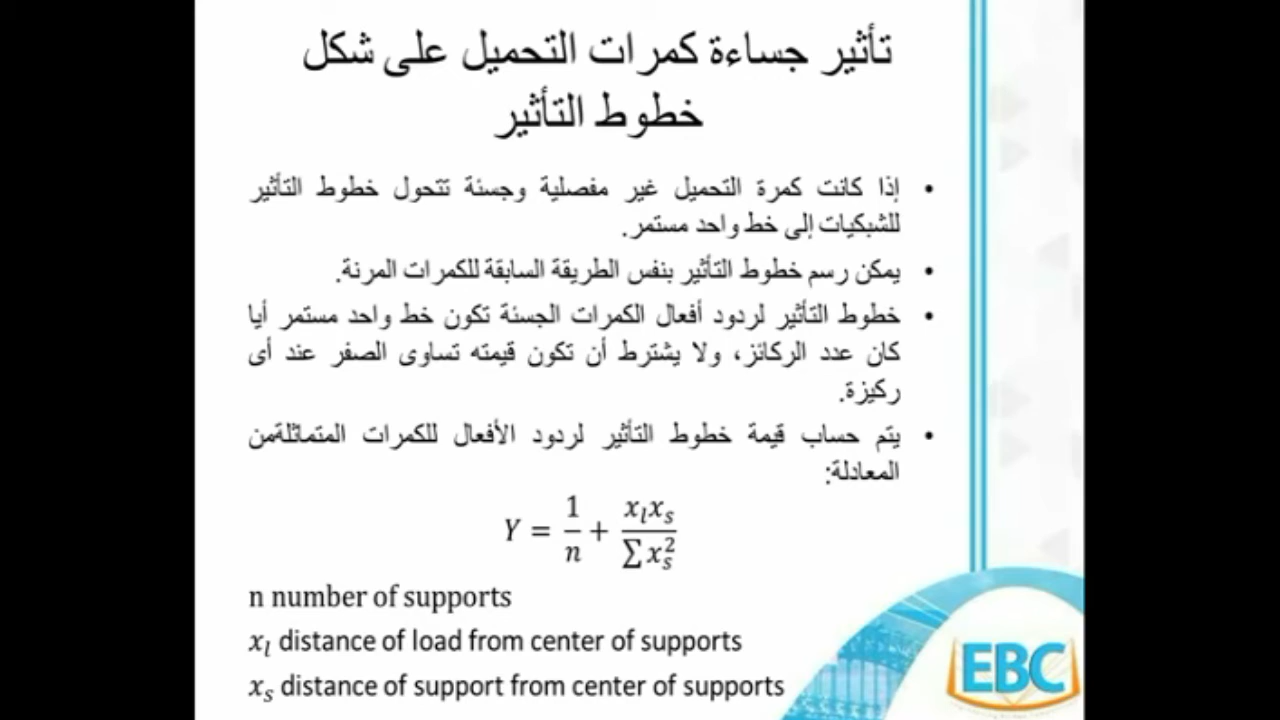 تأثير جساءة كمرات التحميل على شكل
خطوط التأثير
• إذا كانت كمرة التحميل غير مفصلية وجسئة تتحول خطوط التأثير
للشبكيات إلى خط واحد مستمر.
• يمكن رسم خطوط التأثير بنفس الطريقة السابقة للكمرات المرنة.
• خطوط التأثير لردود أفعال الكمرات الجسئة تكون خط واحد مستمر أيا
كان عدد الركائز، ولا يشترط أن تكون قيمته تساوى الصفر عند أى
ركيزة.
• يتم حساب قيمة خطوط التأثير لردود الأفعال للكمرات المتماثلةمن
المعادلة:
Y = 1/n + x_l x_s / ∑ x_s^2
n number of supports
x_l distance of load from center of supports
x_s distance of support from center of supports
EBC